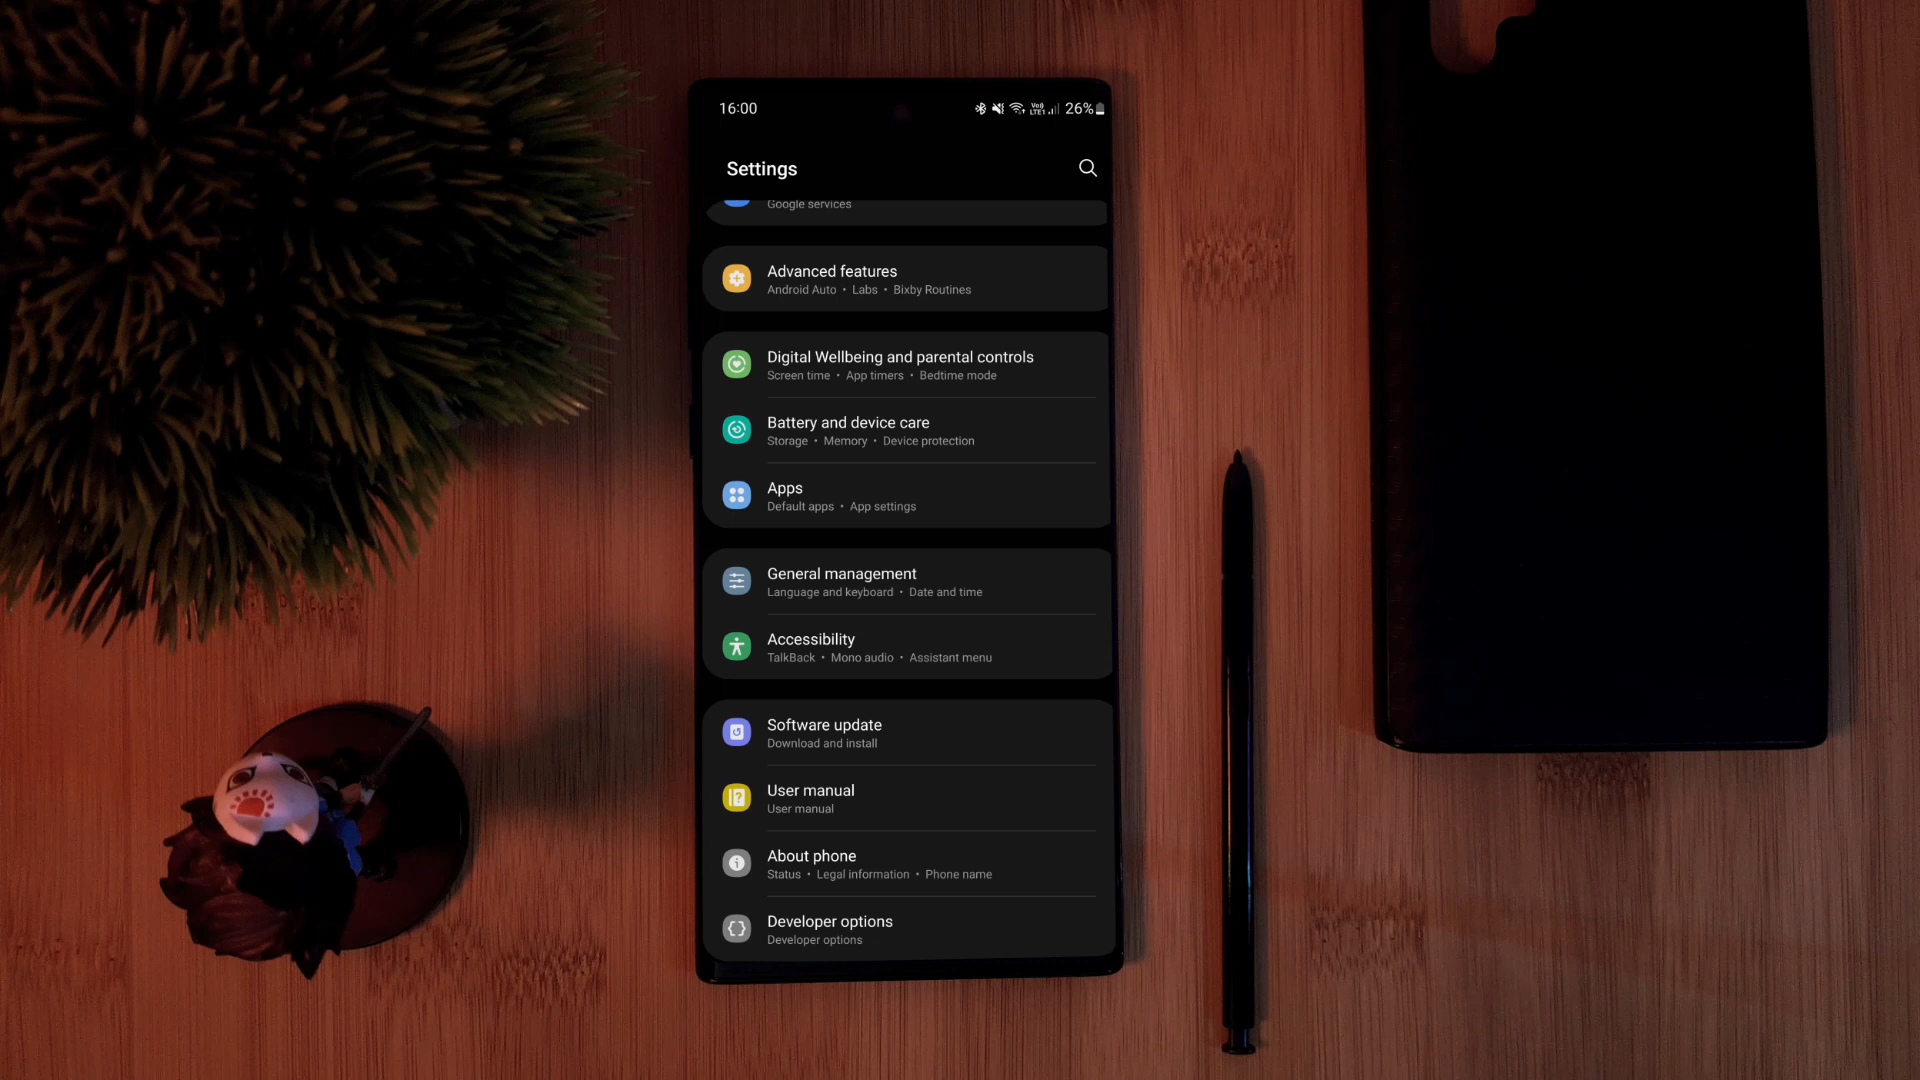 16:00
Vo)) LTE1 26%
Settings
Google services
Advanced features
Android Auto • Labs • Bixby Routines
Digital Wellbeing and parental controls
Screen time • App timers • Bedtime mode
Battery and device care
Storage • Memory • Device protection
Apps
Default apps • App settings
General management
Language and keyboard • Date and time
Accessibility
TalkBack • Mono audio • Assistant menu
Software update
Download and install
User manual
User manual
About phone
Status • Legal information • Phone name
Developer options
Developer options